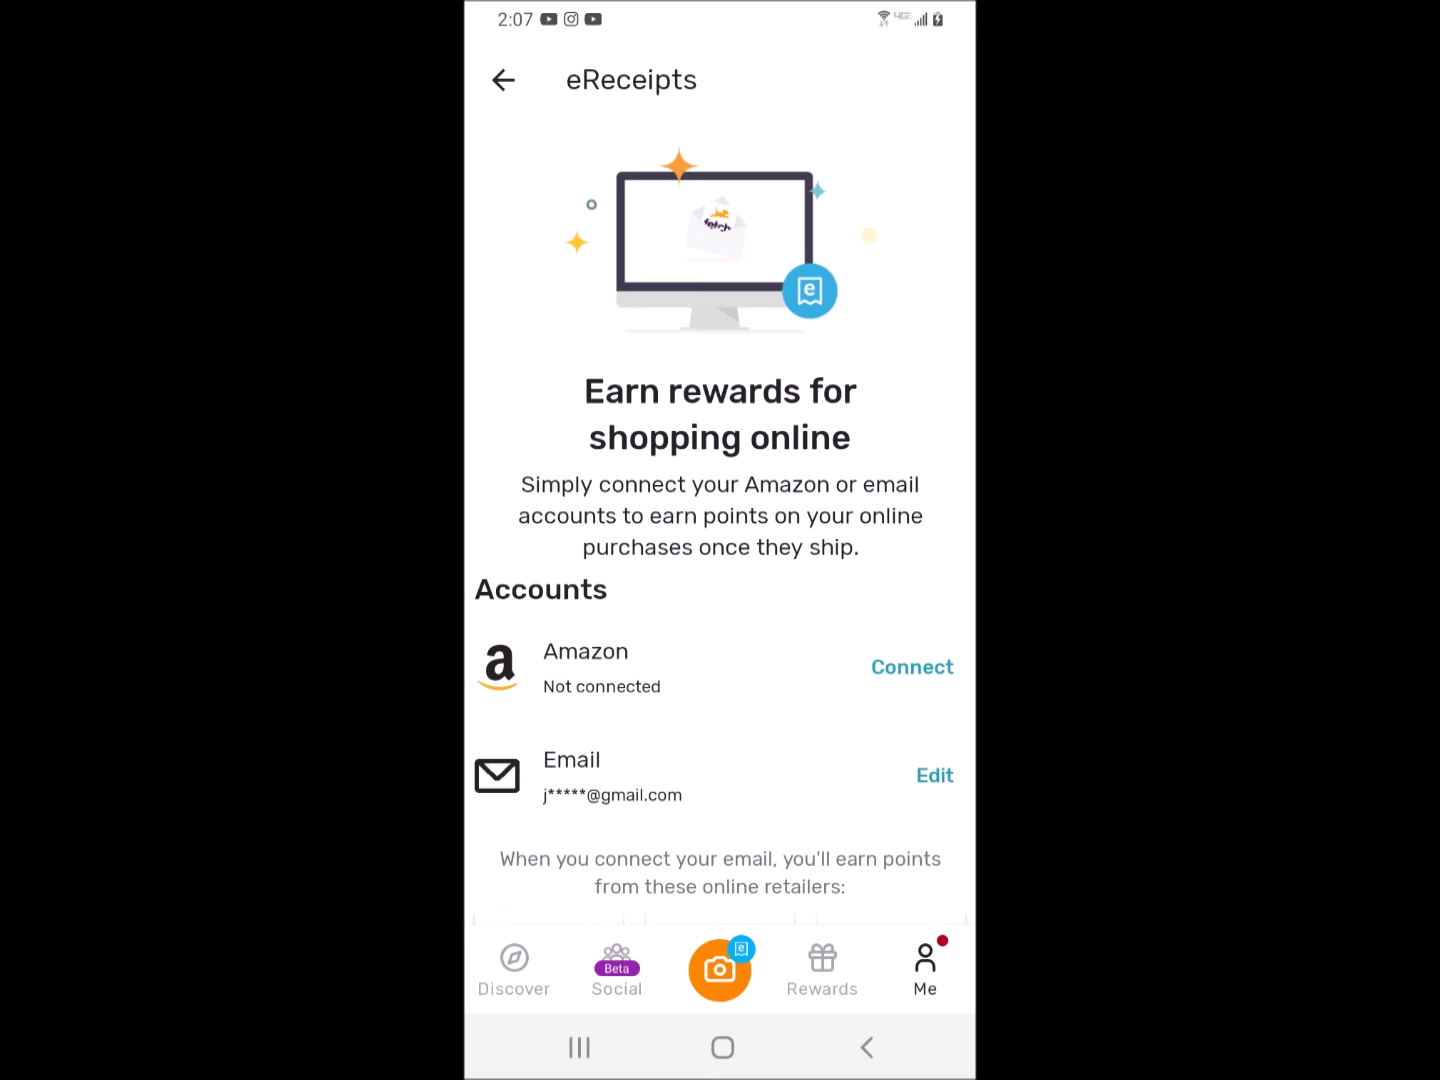 2:07
eReceipts
fetch
e
Earn rewards for
shopping online
Simply connect your Amazon or email
accounts to earn points on your online
purchases once they ship.
Accounts
a
Amazon
Not connected
Connect
Email
j*****@gmail.com
Edit
When you connect your email, you'll earn points
from these online retailers:
e
Beta
Discover
Social
Rewards
Me